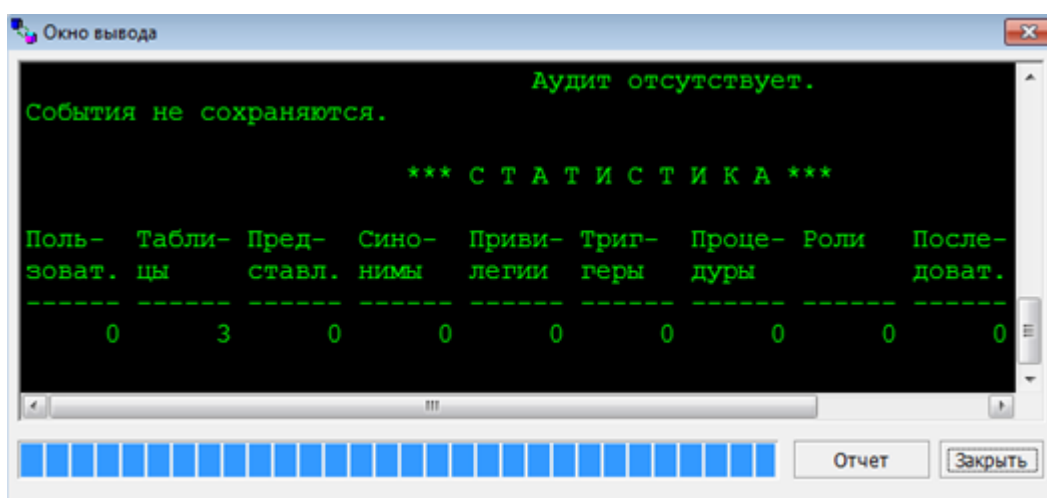 Окно вывода
Аудит отсутствует.
События не сохраняются.
*** С Т А Т И С Т И К А ***
Поль- Табли- Пред- Сино- Приви- Триг- Проце- Роли После-
зоват. цы ставл. нимы легии геры дуры доват.
------ ------ ------ ------ ------ ------ ------ ------ ------
0 3 0 0 0 0 0 0 0
Отчет Закрыть